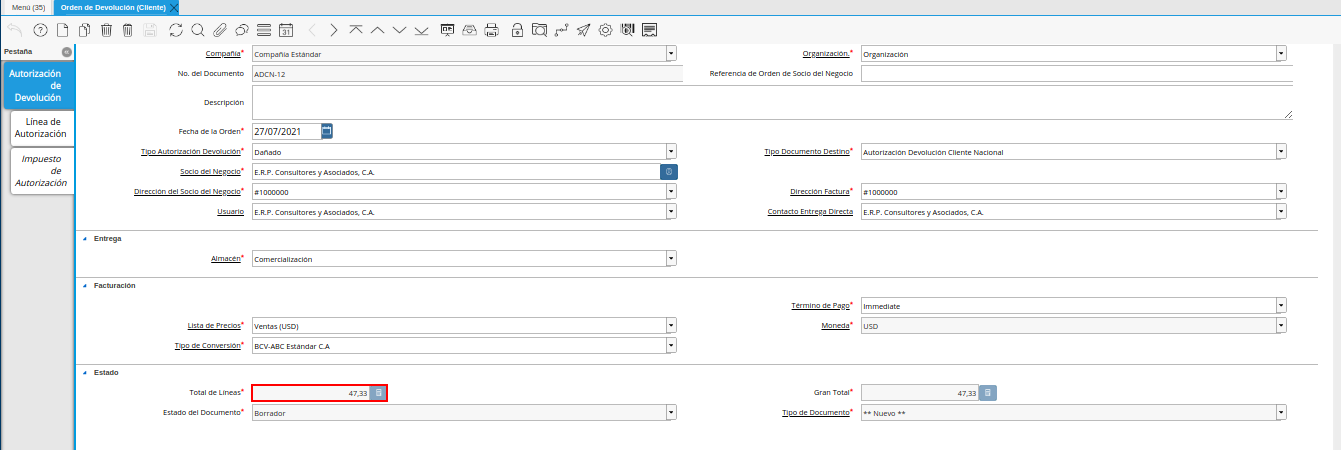 Menú (35) Orden de Devolución (Cliente)
31
Pestaña
Autorización de Devolución
Línea de Autorización
Impuesto de Autorización
Compañía* Compañía Estándar Organización.* Organización
No. del Documento ADCN-12 Referencia de Orden de Socio del Negocio
Descripción
Fecha de la Orden* 27/07/2021
Tipo Autorización Devolución* Dañado Tipo Documento Destino* Autorización Devolución Cliente Nacional
Socio del Negocio* E.R.P. Consultores y Asociados, C.A.
Dirección del Socio del Negocio* #1000000 Dirección Factura* #1000000
Usuario E.R.P. Consultores y Asociados, C.A. Contacto Entrega Directa E.R.P. Consultores y Asociados, C.A.
Entrega
Almacén* Comercialización
Facturación
Término de Pago* Immediate
Lista de Precios* Ventas (USD) Moneda* USD
Tipo de Conversión* BCV-ABC Estándar C.A
Estado
Total de Líneas* 47,33 Gran Total* 47,33
Estado del Documento* Borrador Tipo de Documento* ** Nuevo **